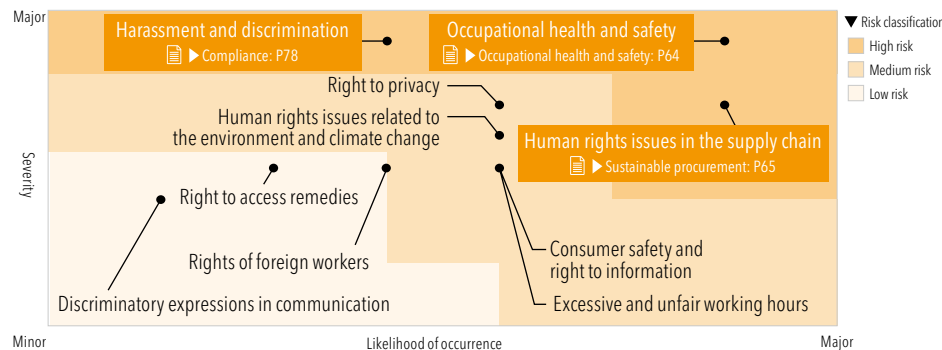 Major
Harassment and discrimination
▶ Compliance: P78
Occupational health and safety
▶ Occupational health and safety: P64
▼ Risk classification
High risk
Medium risk
Low risk
Right to privacy
Human rights issues related to
the environment and climate change
Human rights issues in the supply chain
▶ Sustainable procurement: P65
Severity
Right to access remedies
Rights of foreign workers
Consumer safety and
right to information
Discriminatory expressions in communication
Excessive and unfair working hours
Minor
Likelihood of occurrence
Major